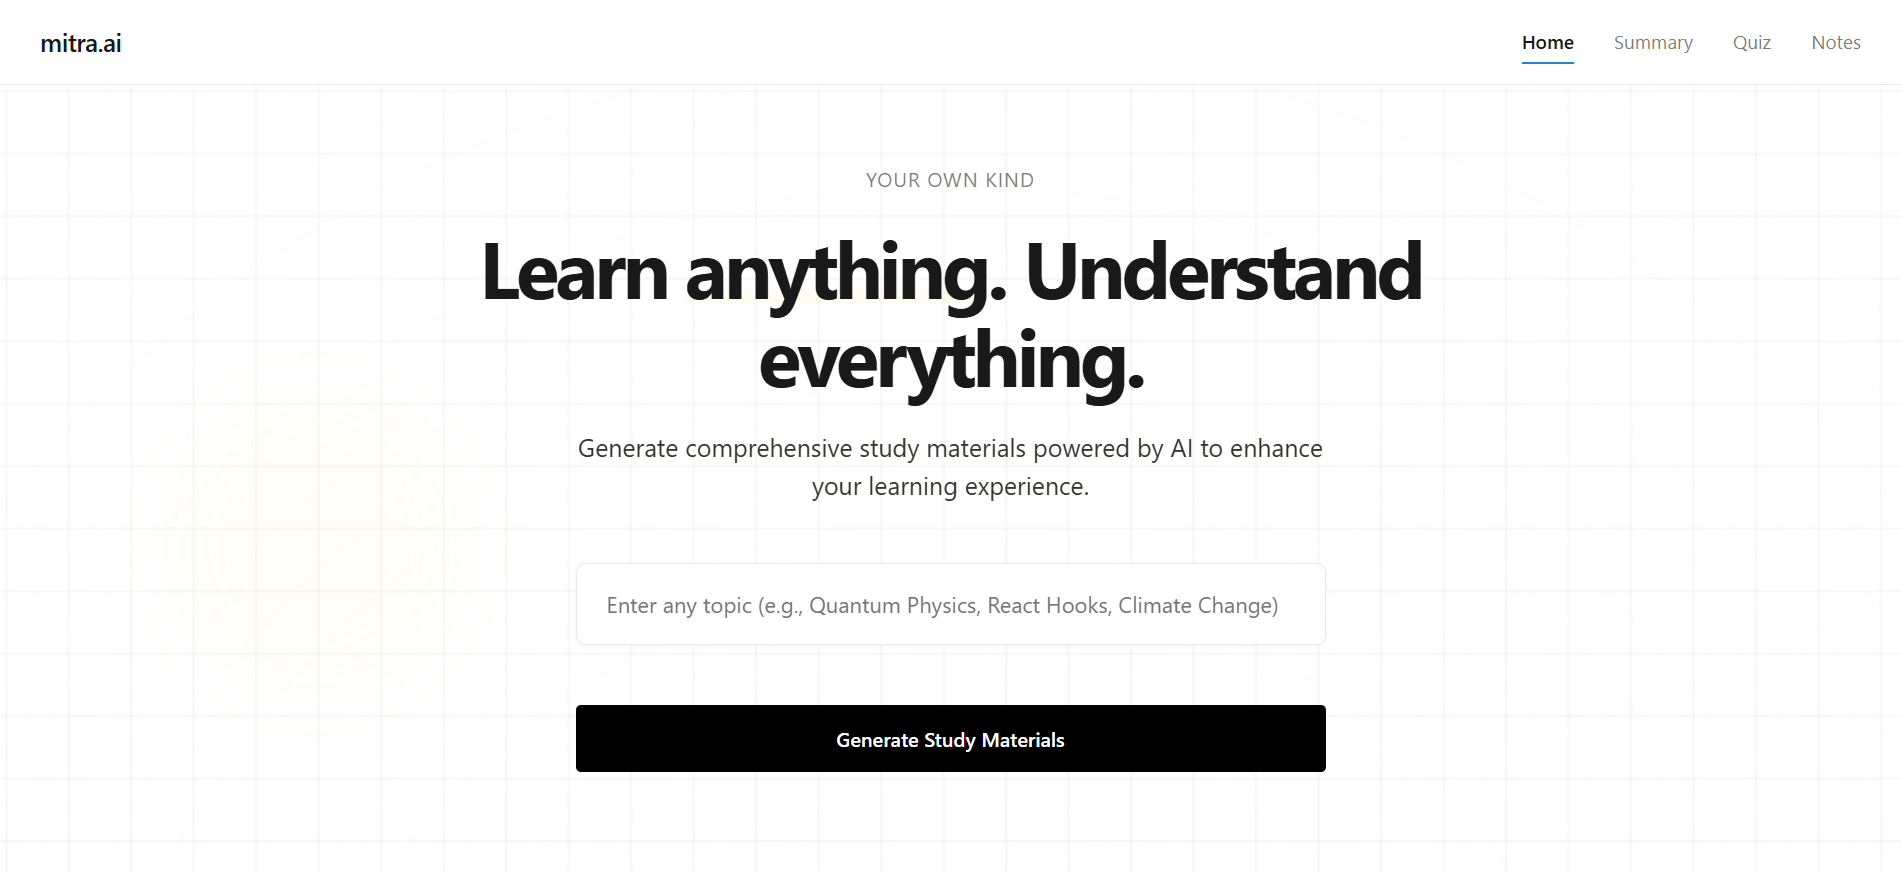 mitra.ai
Home Summary Quiz Notes
YOUR OWN KIND
Learn anything. Understand
everything.
Generate comprehensive study materials powered by AI to enhance
your learning experience.
Enter any topic (e.g., Quantum Physics, React Hooks, Climate Change)
Generate Study Materials